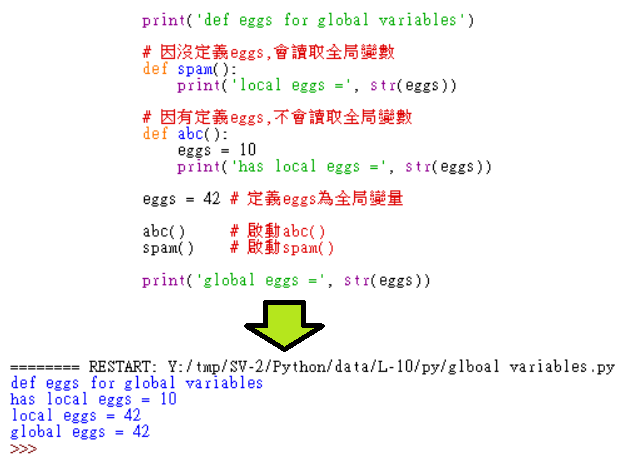 print('def eggs for global variables')
# 因沒定義eggs,會讀取全局變數
def spam():
    print('local eggs =', str(eggs))
# 因有定義eggs,不會讀取全局變數
def abc():
    eggs = 10
    print('has local eggs =', str(eggs))
eggs = 42 # 定義eggs為全局變量
abc()    # 啟動abc()
spam()   # 啟動spam()
print('global eggs =', str(eggs))
======== RESTART: Y:/tmp/SV-2/Python/data/L-10/py/glboal variables.py
def eggs for global variables
has local eggs = 10
local eggs = 42
global eggs = 42
>>>